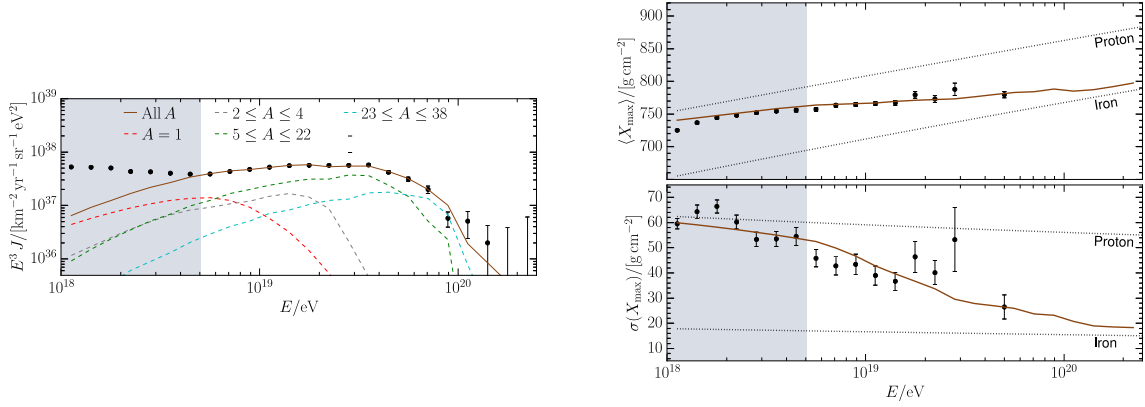 10^39
10^38
10^37
10^36
E^3 J/[km^-2 yr^-1 sr^-1 eV^2]
All A
2 ≤ A ≤ 4
23 ≤ A ≤ 38
A = 1
5 ≤ A ≤ 22
10^18
10^19
10^20
E/eV
900
850
800
750
700
⟨X_max⟩/[g cm^-2]
Proton
Iron
70
60
50
40
30
20
10
σ(X_max)/[g cm^-2]
Proton
Iron
10^18
10^19
10^20
E/eV